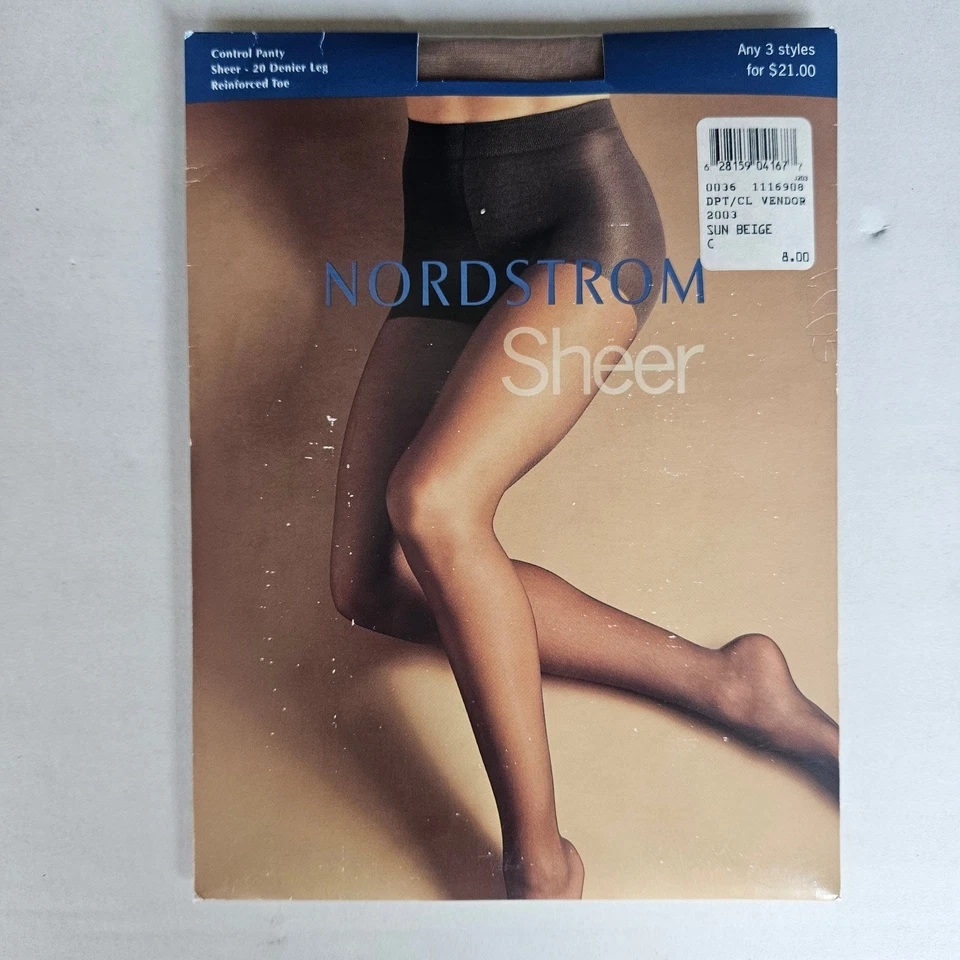 Control Panty
Sheer - 20 Denier Leg
Reinforced Toe
Any 3 styles
for $21.00
6 28159 04167 7
J203
0036 1116908
DPT/CL VENDOR
2003
SUN BEIGE
C
8.00
NORDSTROM
Sheer